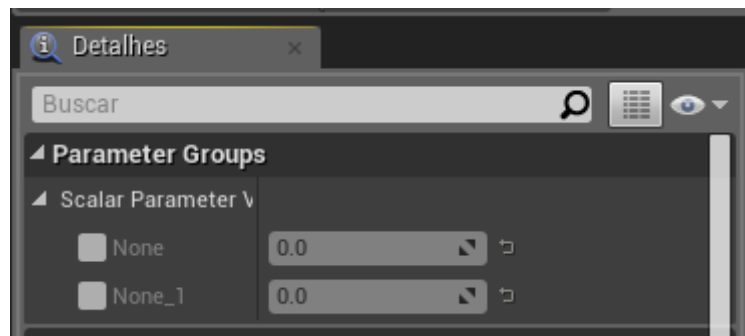 Detalhes
Buscar
Parameter Groups
Scalar Parameter V
None 0.0
None_1 0.0